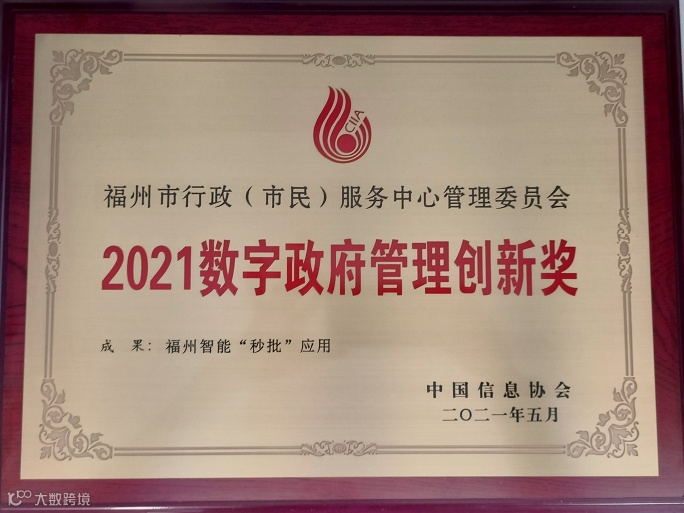 CIIA
福州市行政（市民）服务中心管理委员会
2021数字政府管理创新奖
成 果：福州智能“秒批”应用
中国信息协会
二〇二一年五月
大数跨境